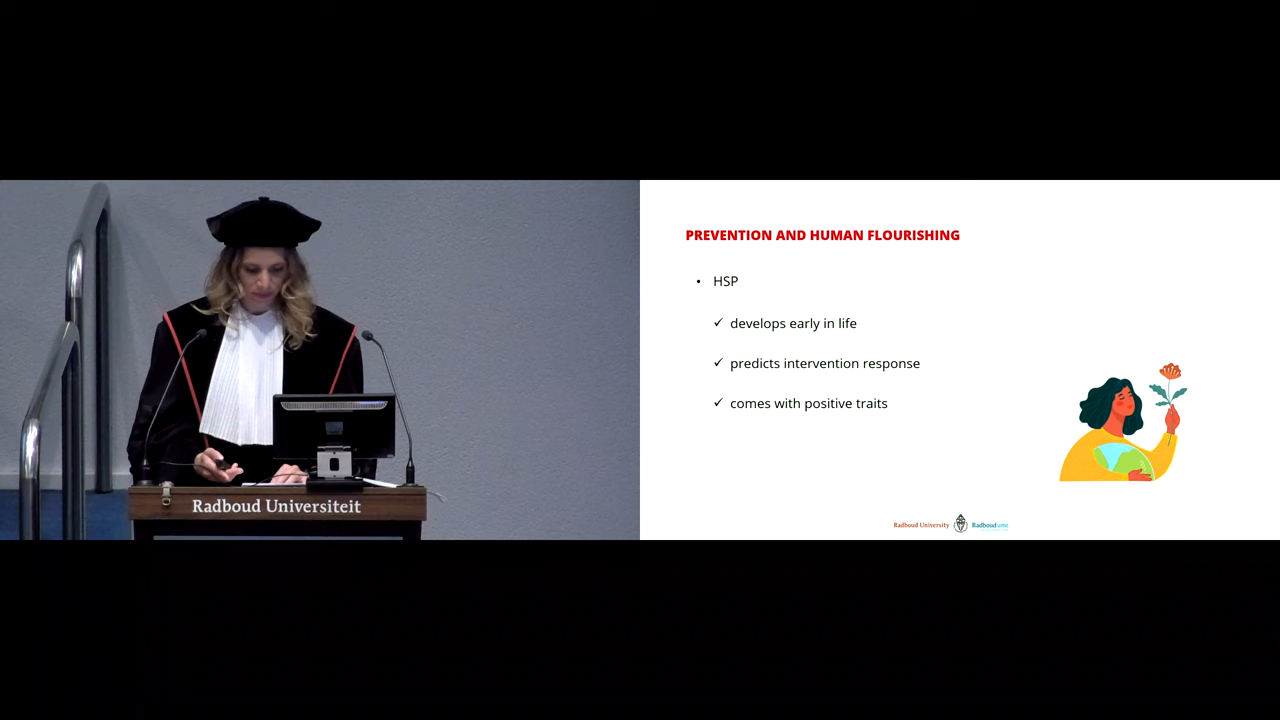 PREVENTION AND HUMAN FLOURISHING
• HSP
✓ develops early in life
✓ predicts intervention response
✓ comes with positive traits
Radboud Universiteit
Radboud University Radboudumc